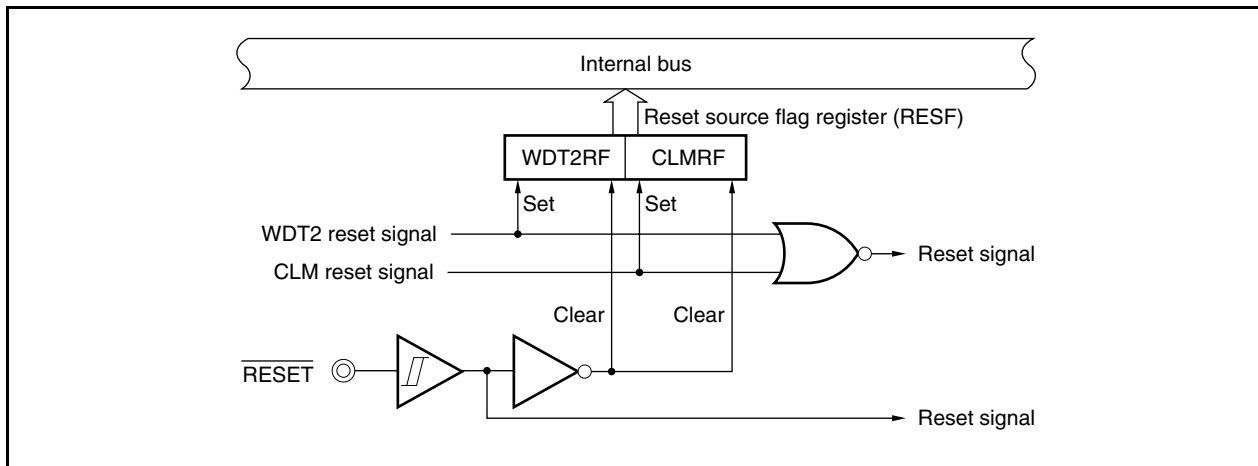 Internal bus
Reset source flag register (RESF)
WDT2RF CLMRF
Set Set
WDT2 reset signal
Reset signal
CLM reset signal
Clear Clear
RESET
Reset signal